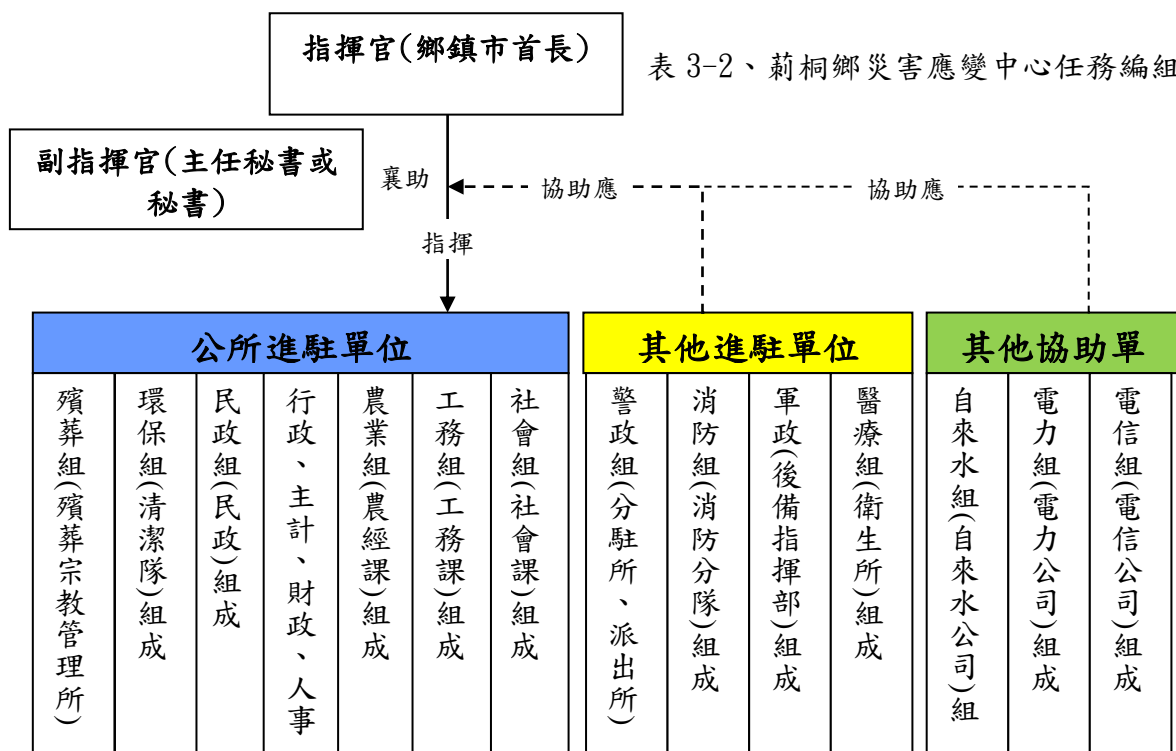 指揮官(鄉鎮市首長)
表 3-2、莿桐鄉災害應變中心任務編組
副指揮官(主任秘書或
秘書)
襄助
協助應
協助應
指揮
公所進駐單位
其他進駐單位
其他協助單
殯葬組(殯葬宗教管理所)
環保組(清潔隊)組成
民政組(民政)組成
行政、主計、財政、人事
農業組(農經課)組成
工務組(工務課)組成
社會組(社會課)組成
警政組(分駐所、派出所)
消防組(消防分隊)組成
軍政(後備指揮部)組成
醫療組(衛生所)組成
自來水組(自來水公司)組
電力組(電力公司)組成
電信組(電信公司)組成